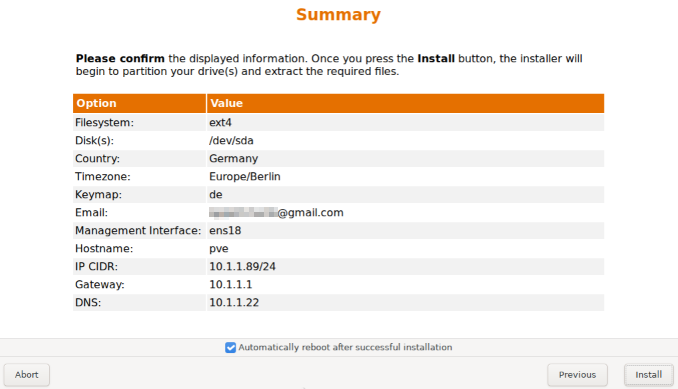 Summary
Please confirm the displayed information. Once you press the Install button, the installer will
begin to partition your drive(s) and extract the required files.
Option Value
Filesystem: ext4
Disk(s): /dev/sda
Country: Germany
Timezone: Europe/Berlin
Keymap: de
Email: @gmail.com
Management Interface: ens18
Hostname: pve
IP CIDR: 10.1.1.89/24
Gateway: 10.1.1.1
DNS: 10.1.1.22
Automatically reboot after successful installation
Abort Previous Install